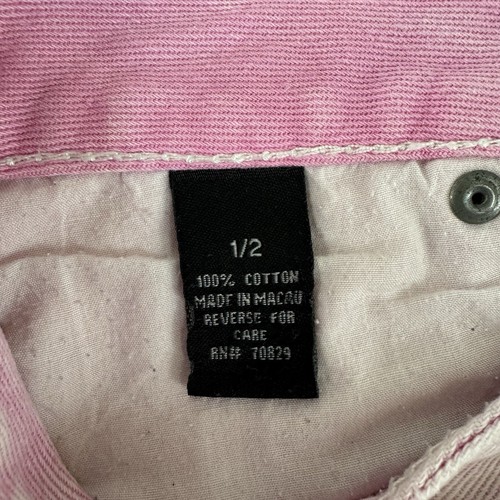 1/2
100% COTTON
MADE IN MACAU
REVERSE FOR
CARE
RN# 70829